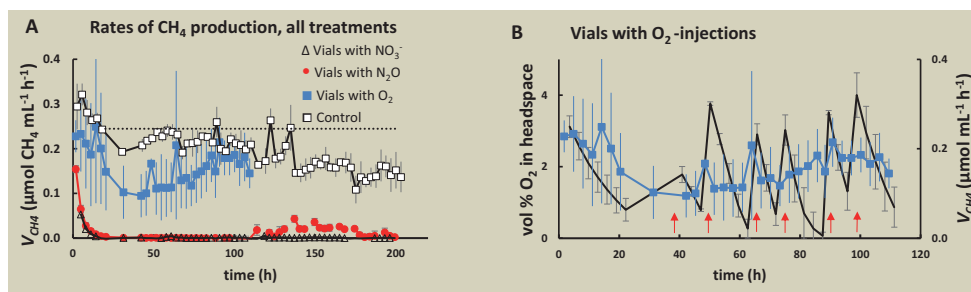 A Rates of CH₄ production, all treatments
V_CH4 (µmol CH₄ mL⁻¹ h⁻¹)
0.4
0.3
0.2
0.1
0.0
0 50 100 150 200
time (h)
Vials with NO₃⁻
Vials with N₂O
Vials with O₂
Control
B Vials with O₂ -injections
vol % O₂ in headspace
4
2
0
0 20 40 60 80 100 120
time (h)
0.4
0.2
0.0
V_CH4 (µmol CH₄ mL⁻¹ h⁻¹)